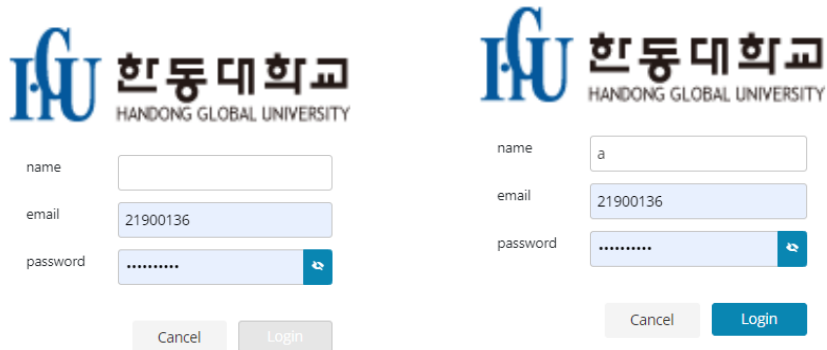 HGU 한동대학교
HANDONG GLOBAL UNIVERSITY
name
email 21900136
password ••••••••••
Cancel Login
HGU 한동대학교
HANDONG GLOBAL UNIVERSITY
name a
email 21900136
password ••••••••••
Cancel Login